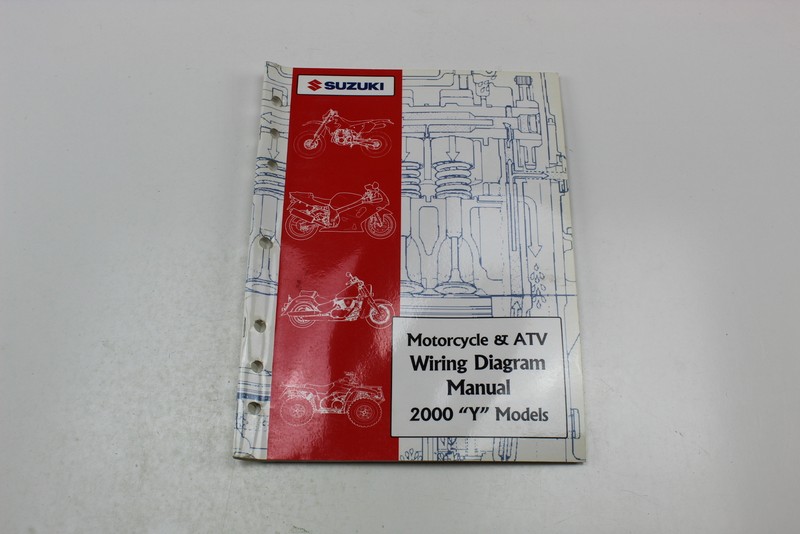 SUZUKI
Motorcycle & ATV
Wiring Diagram
Manual
2000 "Y" Models